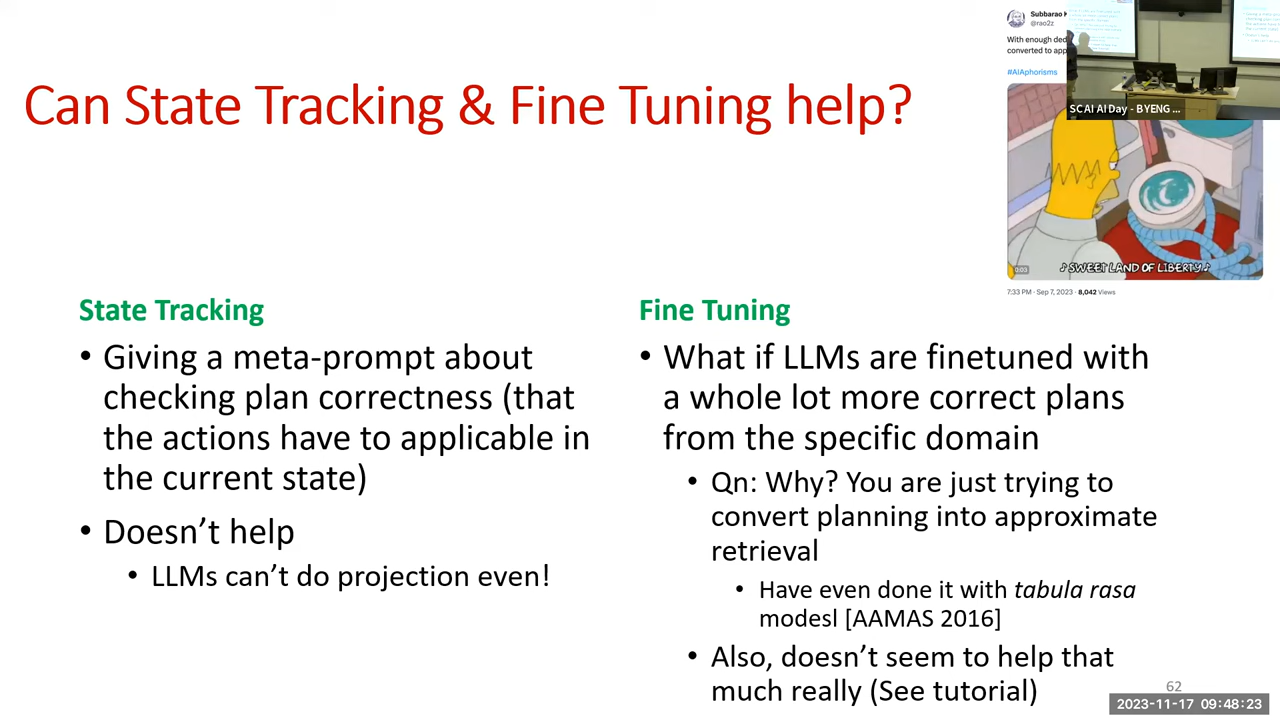 Can State Tracking & Fine Tuning help?
Subbarao
@rao2z
With enough
converted to
#AIAphorisms
SCAI AI Day - BYENG ...
0:03
♪ SWEET LAND OF LIBERTY ♪
7:33 PM · Sep 7, 2023 · 8,042 Views
State Tracking
• Giving a meta-prompt about
checking plan correctness (that
the actions have to applicable in
the current state)
• Doesn’t help
• LLMs can’t do projection even!
Fine Tuning
• What if LLMs are finetuned with
a whole lot more correct plans
from the specific domain
• Qn: Why? You are just trying to
convert planning into approximate
retrieval
• Have even done it with tabula rasa
modesl [AAMAS 2016]
• Also, doesn’t seem to help that
much really (See tutorial)
62
2023-11-17 09:48:23